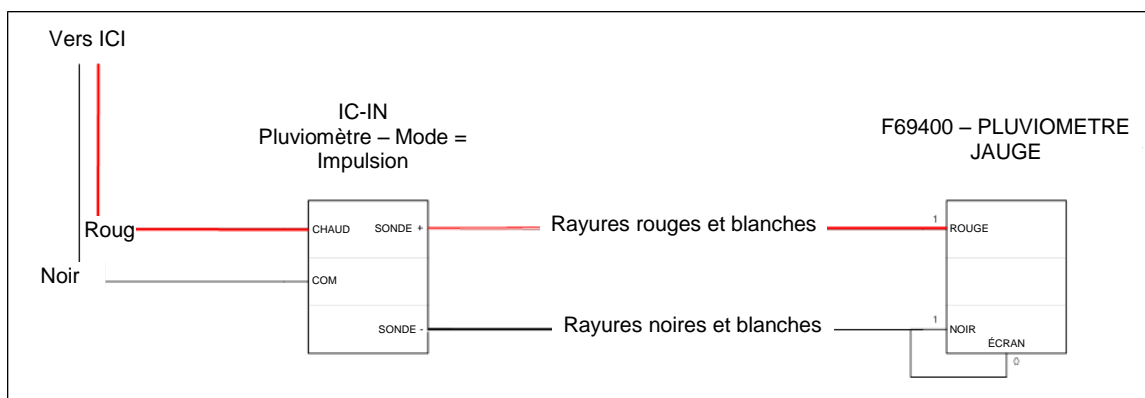 Vers ICI
IC-IN
Pluviomètre – Mode =
Impulsion
F69400 – PLUVIOMETRE
JAUGE
Roug
CHAUD
SONDE +
Rayures rouges et blanches
1
ROUGE
Noir
COM
SONDE -
Rayures noires et blanches
1
NOIR
ÉCRAN
0